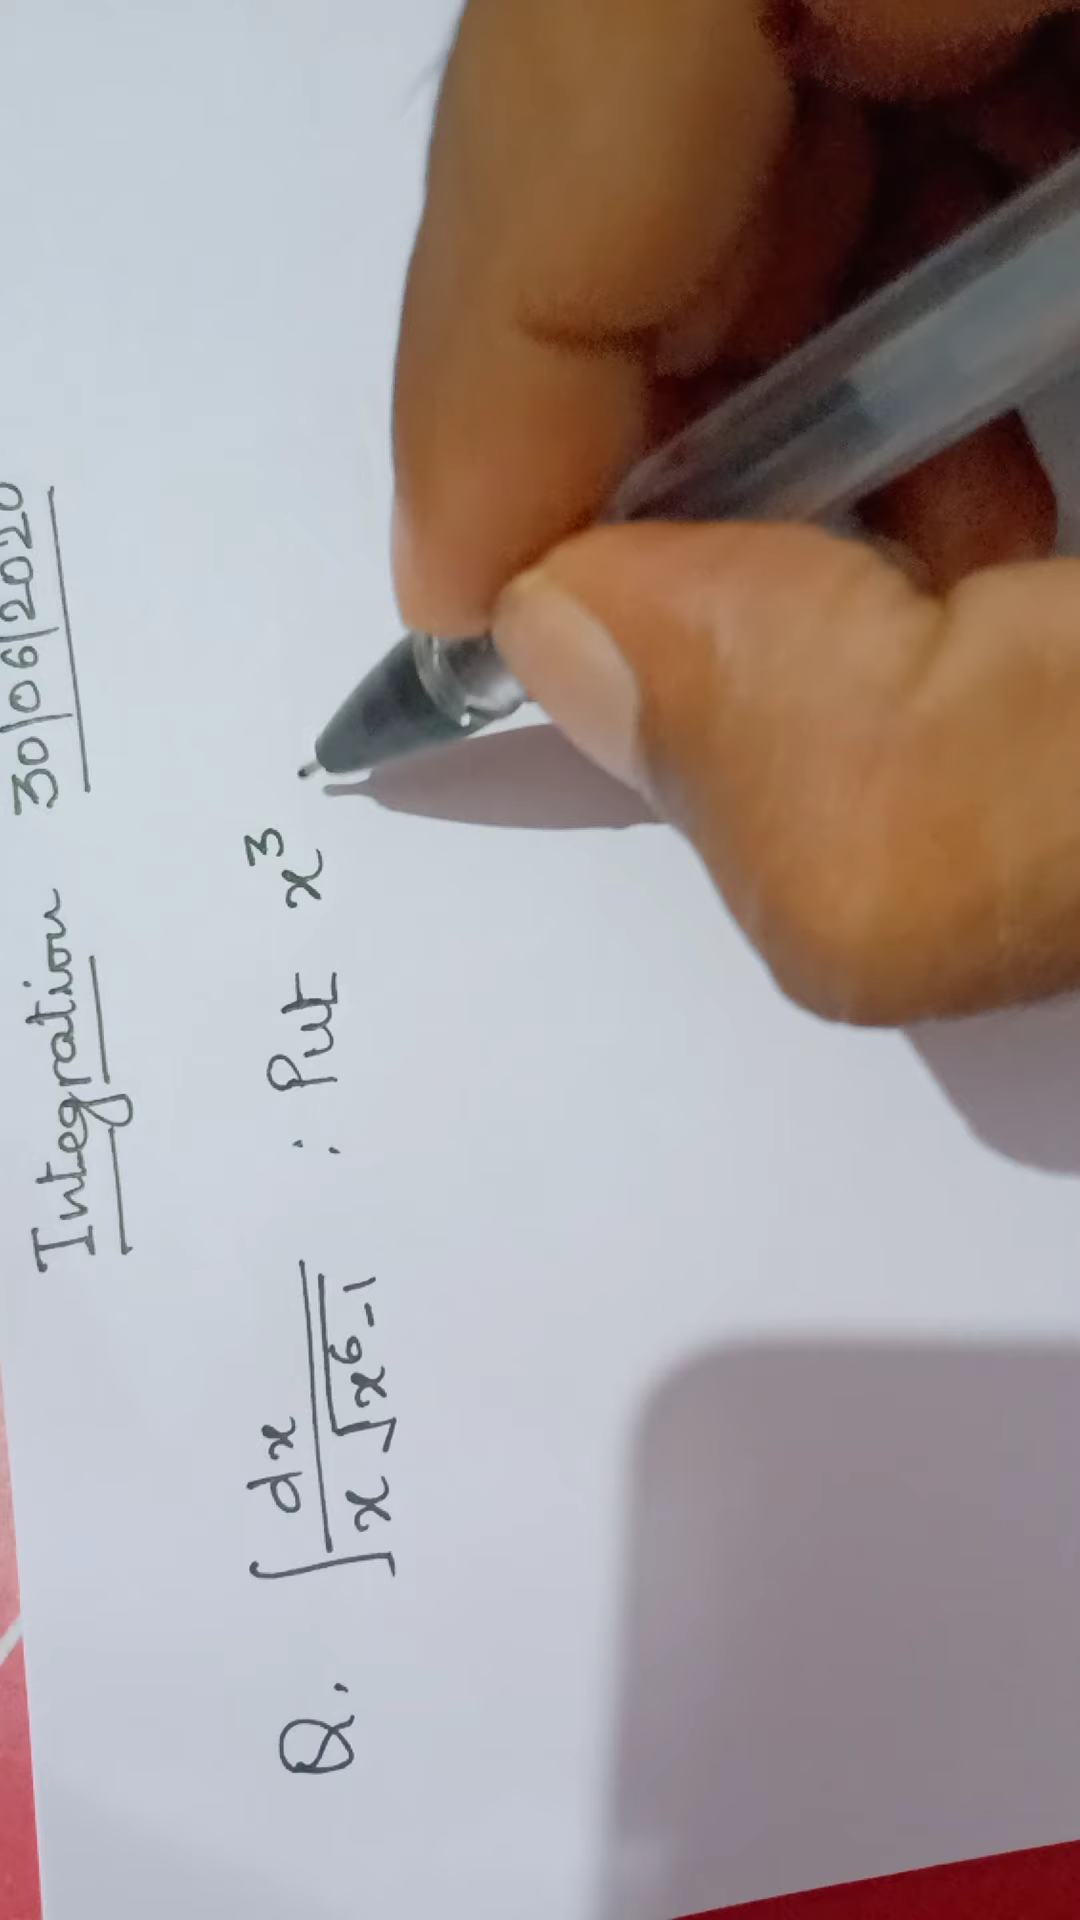 Integration 30/06/2020
Q. ∫ dx / x √x⁶-1 : Put x³